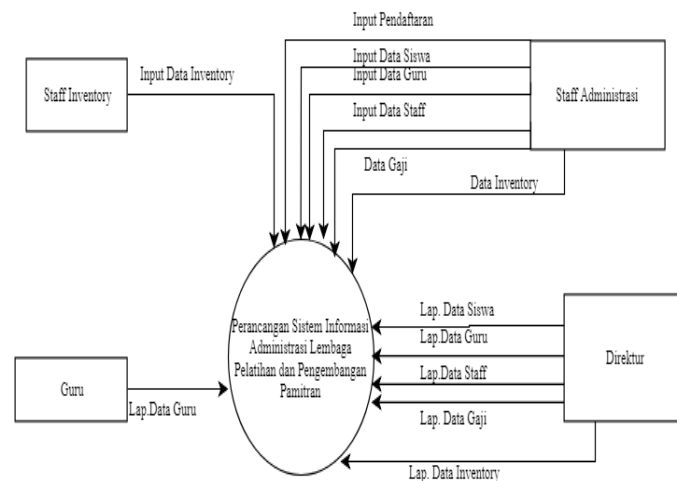 Input Pendaftaran
Input Data Siswa
Input Data Guru
Input Data Inventory
Staff Inventory
Staff Administrasi
Input Data Staff
Data Gaji
Data Inventory
Perancangan Sistem Informasi
Administrasi Lembaga
Pelatihan dan Pengembangan
Pamitran
Lap. Data Siswa
Lap.Data Guru
Direktur
Lap.Data Staff
Guru
Lap.Data Guru
Lap. Data Gaji
Lap. Data Inventory